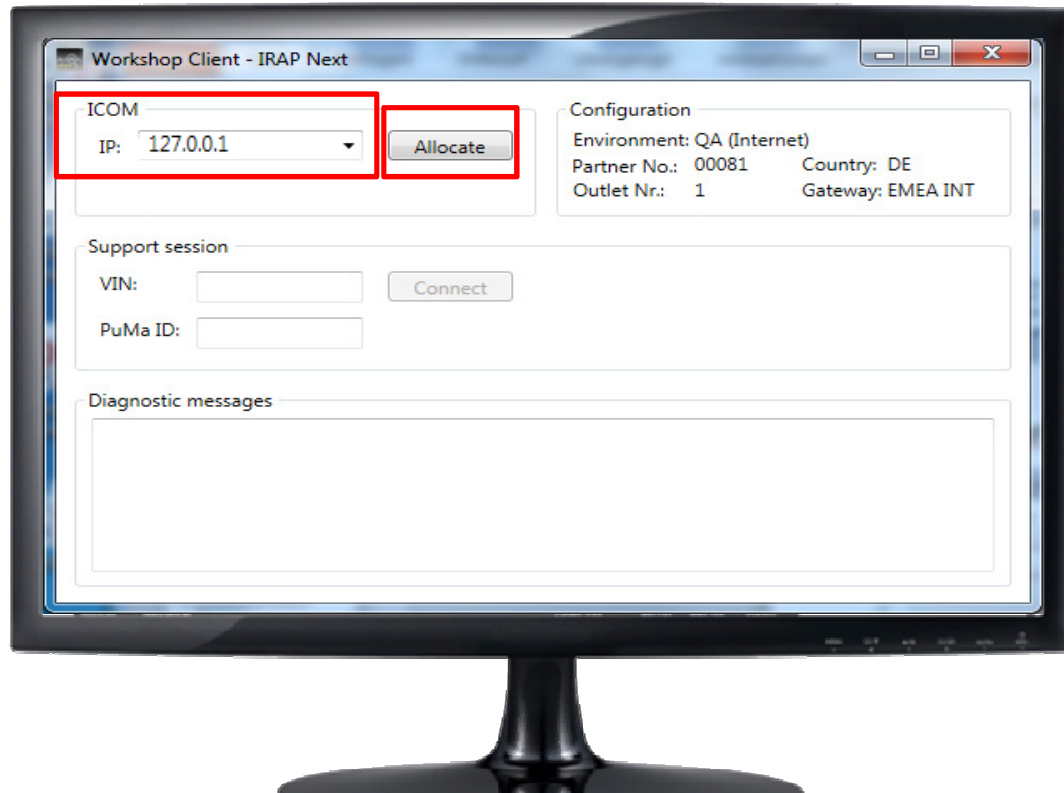 Workshop Client - IRAP Next
ICOM
IP: 127.0.0.1
Allocate
Configuration
Environment: QA (Internet)
Partner No.: 00081 Country: DE
Outlet Nr.: 1 Gateway: EMEA INT
Support session
VIN:
Connect
PuMa ID:
Diagnostic messages